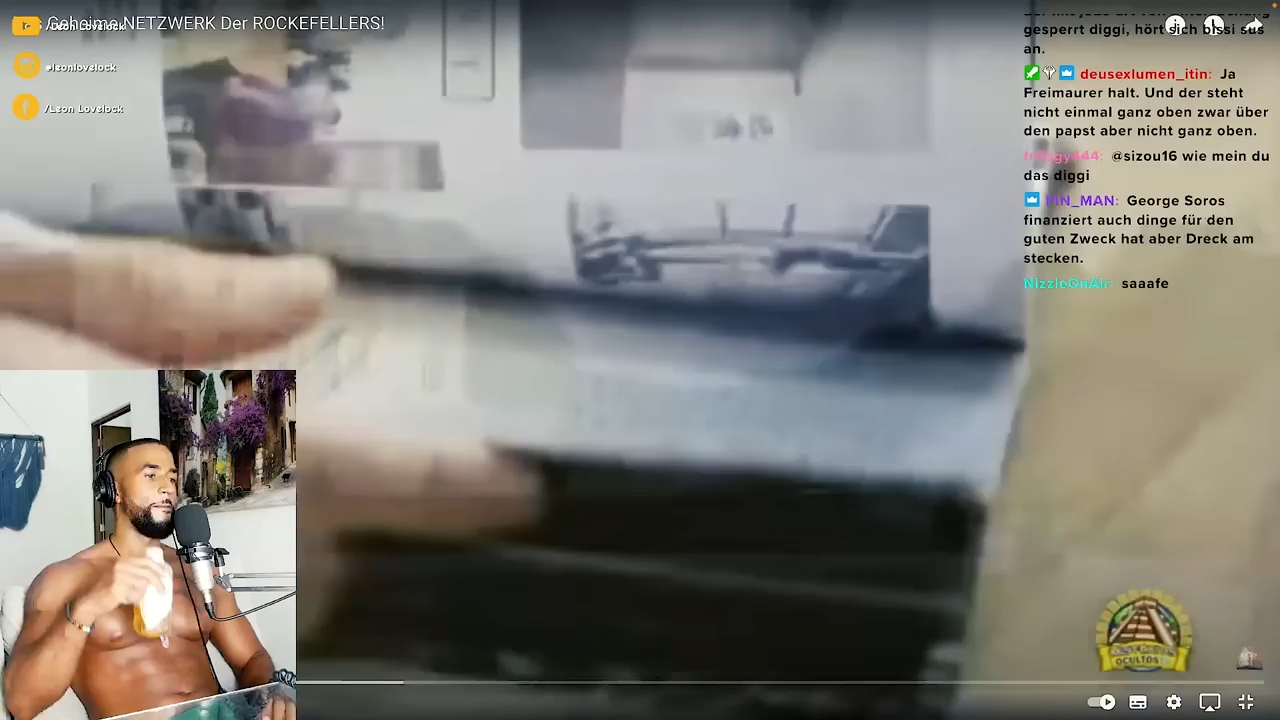 Geheime NETZWERK Der ROCKEFELLERS!
/Leon Lovelock
@leonlovelock
/Leon Lovelock
gesperrt diggi, hört sich bissi sus
an.
deusexlumen_itin: Ja
Freimaurer halt. Und der steht
nicht einmal ganz oben zwar über
den papst aber nicht ganz oben.
@sizou16 wie mein du
das diggi
PIN_MAN: George Soros
finanziert auch dinge für den
guten Zweck hat aber Dreck am
stecken.
NizzleOnAir: saaafe
OCULTOS